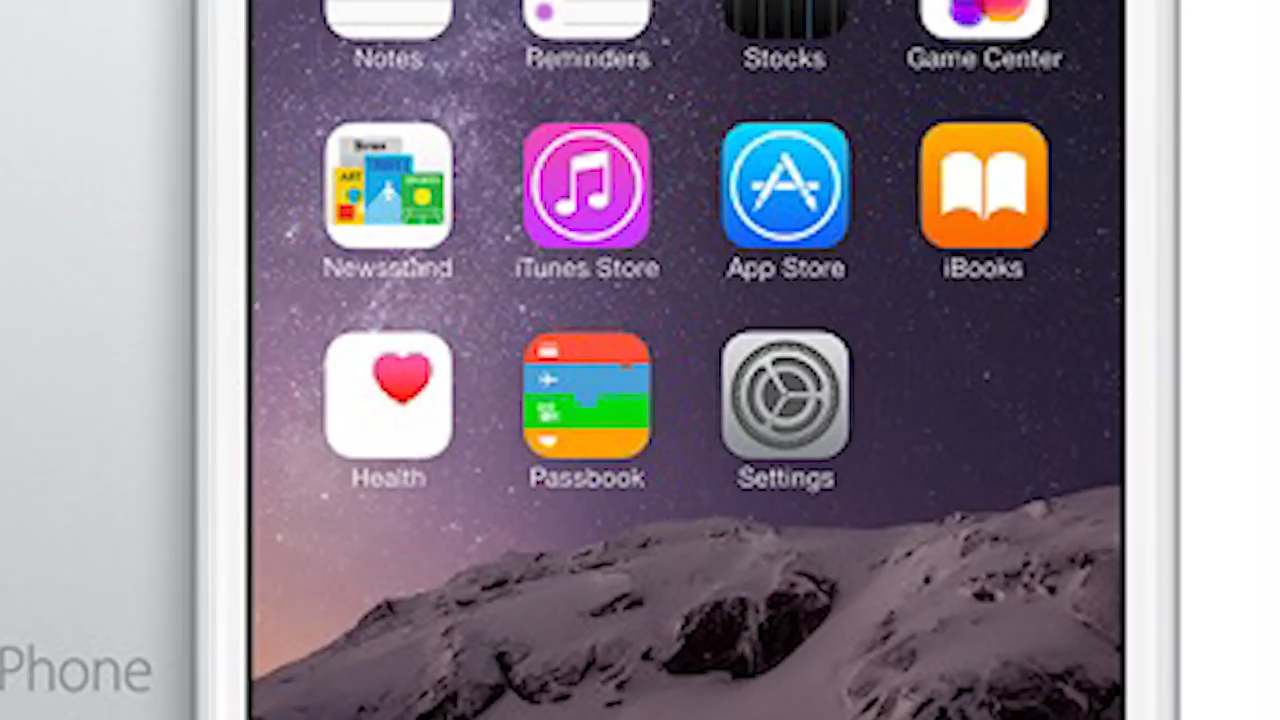 Notes Reminders Stocks Game Center
Newsstand iTunes Store App Store iBooks
Health Passbook Settings
Phone